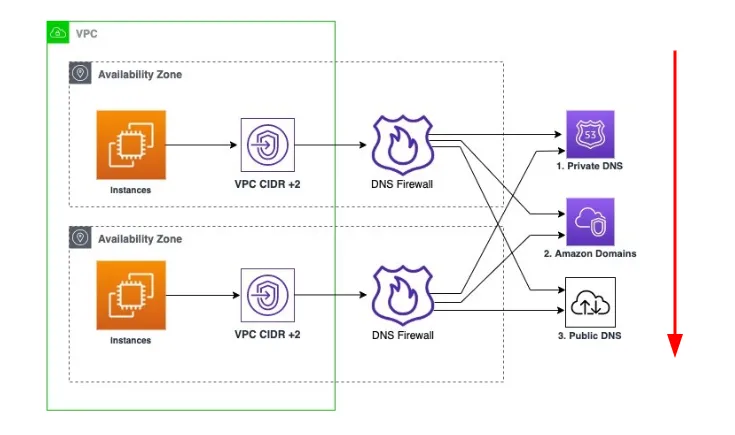 VPC
Availability Zone
Instances
VPC CIDR +2
DNS Firewall
53
1. Private DNS
2. Amazon Domains
Availability Zone
Instances
VPC CIDR +2
DNS Firewall
3. Public DNS